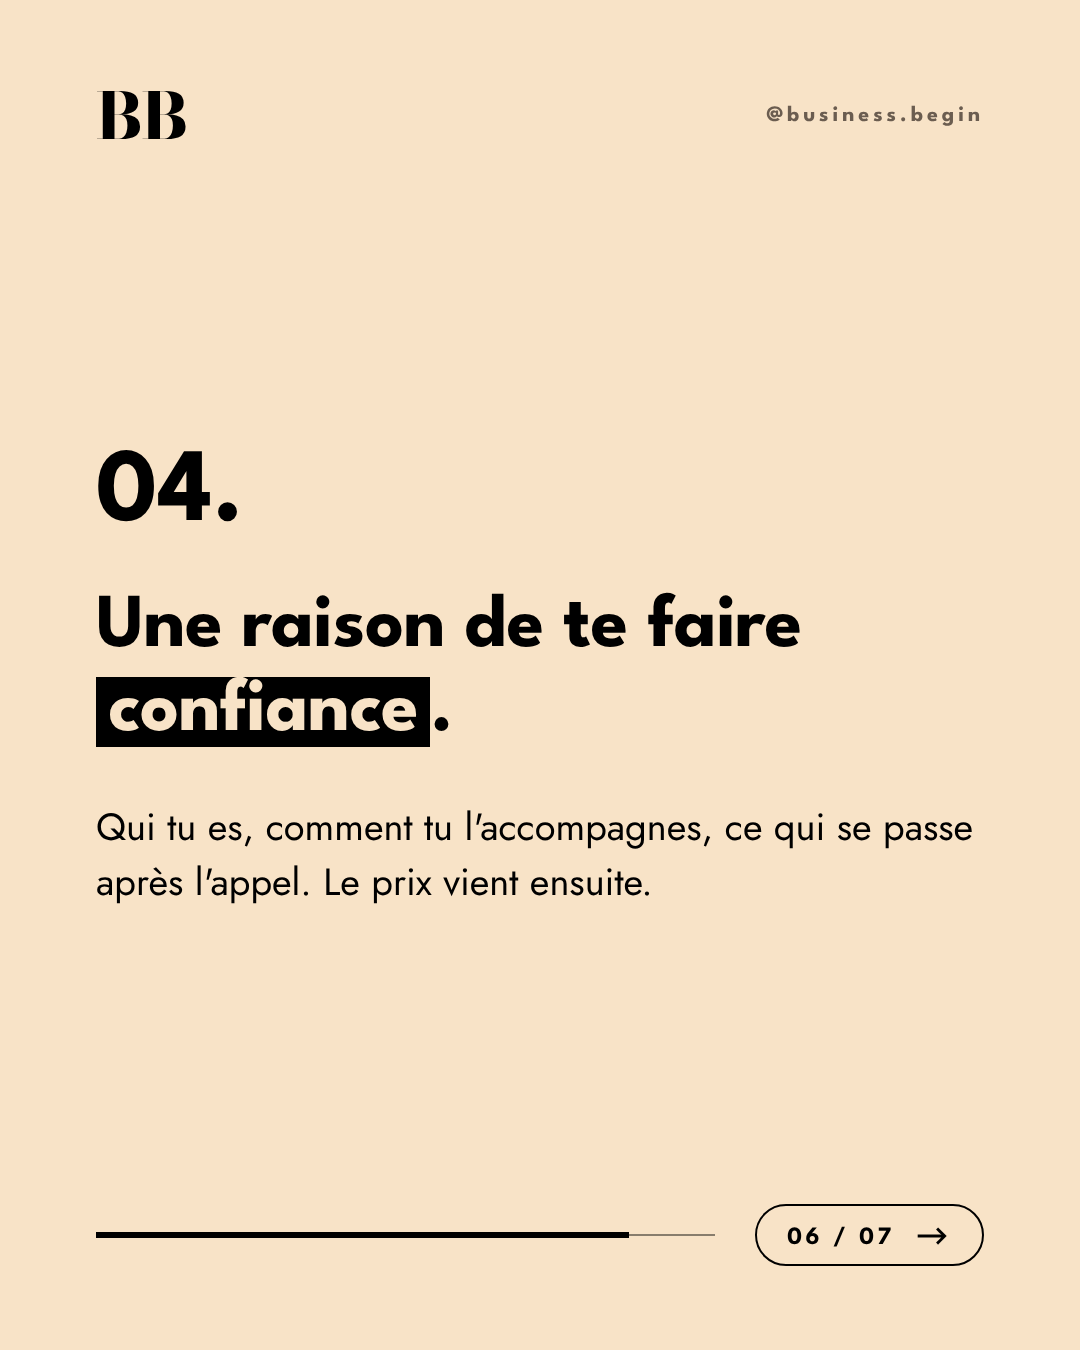 BB
@business.begin
04.
Une raison de te faire
confiance.
Qui tu es, comment tu l'accompagnes, ce qui se passe
après l'appel. Le prix vient ensuite.
06 / 07 →